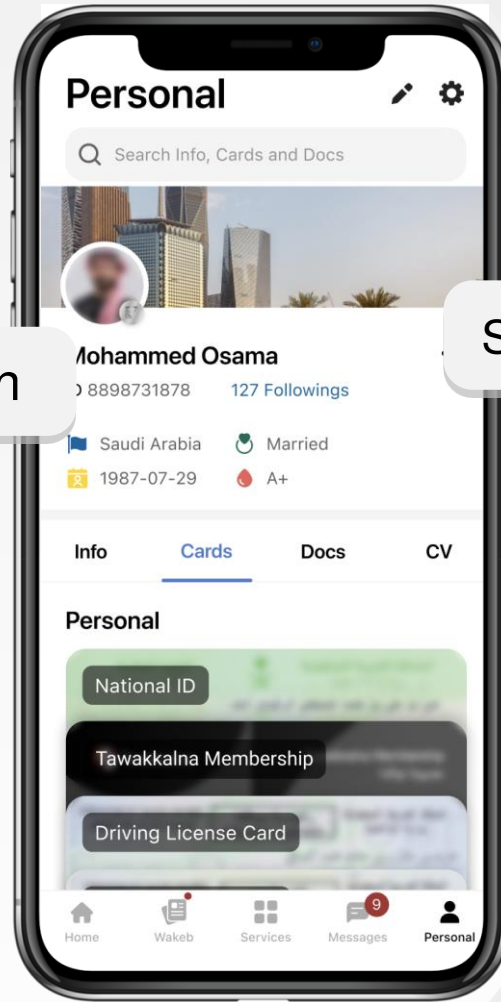 Personal
Search Info, Cards and Docs
S
n
Mohammed Osama
8898731878 127 Followings
Saudi Arabia Married
1987-07-29 A+
Info Cards Docs CV
Personal
National ID
Tawakkalna Membership
Driving License Card
9
Home Wakeb Services Messages Personal